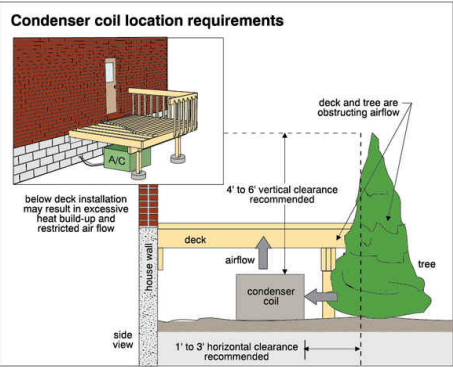 Condenser coil location requirements
A/C
below deck installation
may result in excessive
heat build-up and
restricted air flow
deck and tree are
obstructing airflow
4' to 6' vertical clearance
recommended
deck
airflow
house wall
condenser
coil
tree
side
view
1' to 3' horizontal clearance
recommended